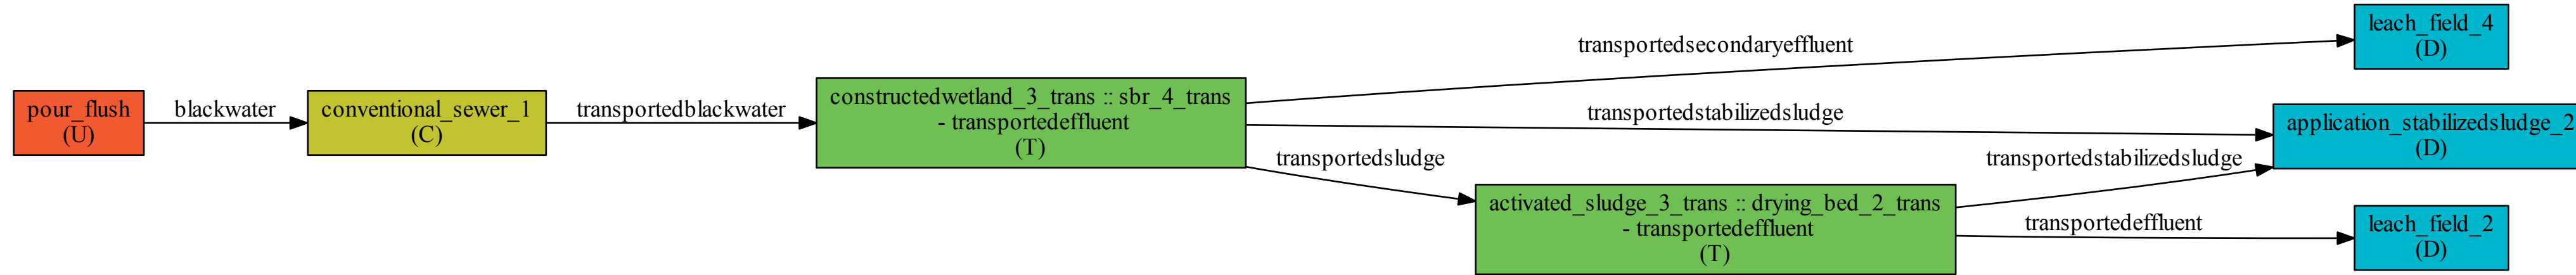 pour_flush
(U)
blackwater
conventional_sewer_1
(C)
transportedblackwater
constructedwetland_3_trans :: sbr_4_trans
- transportedeffluent
(T)
transportedsecondaryeffluent
leach_field_4
(D)
transportedstabilizedsludge
application_stabilizedsludge_2
(D)
transportedsludge
activated_sludge_3_trans :: drying_bed_2_trans
- transportedeffluent
(T)
transportedstabilizedsludge
transportedeffluent
leach_field_2
(D)